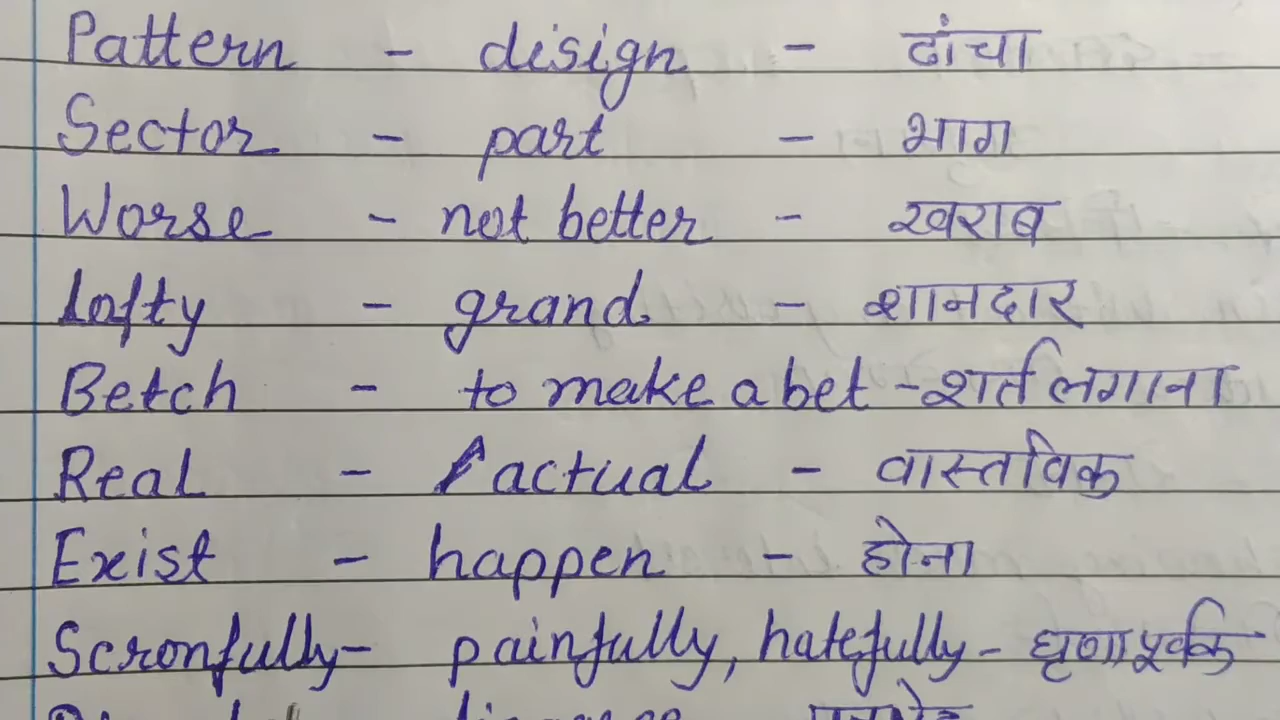 Pattern - disign - ढांचा
Sector - part - भाग
Worse - not better - खराब
Lofty - grand - शानदार
Betch - to make a bet - शर्त लगाना
Real - actual - वास्तविक
Exist - happen - होना
Scronfully - painfully, hatefully - घृणापूर्वक